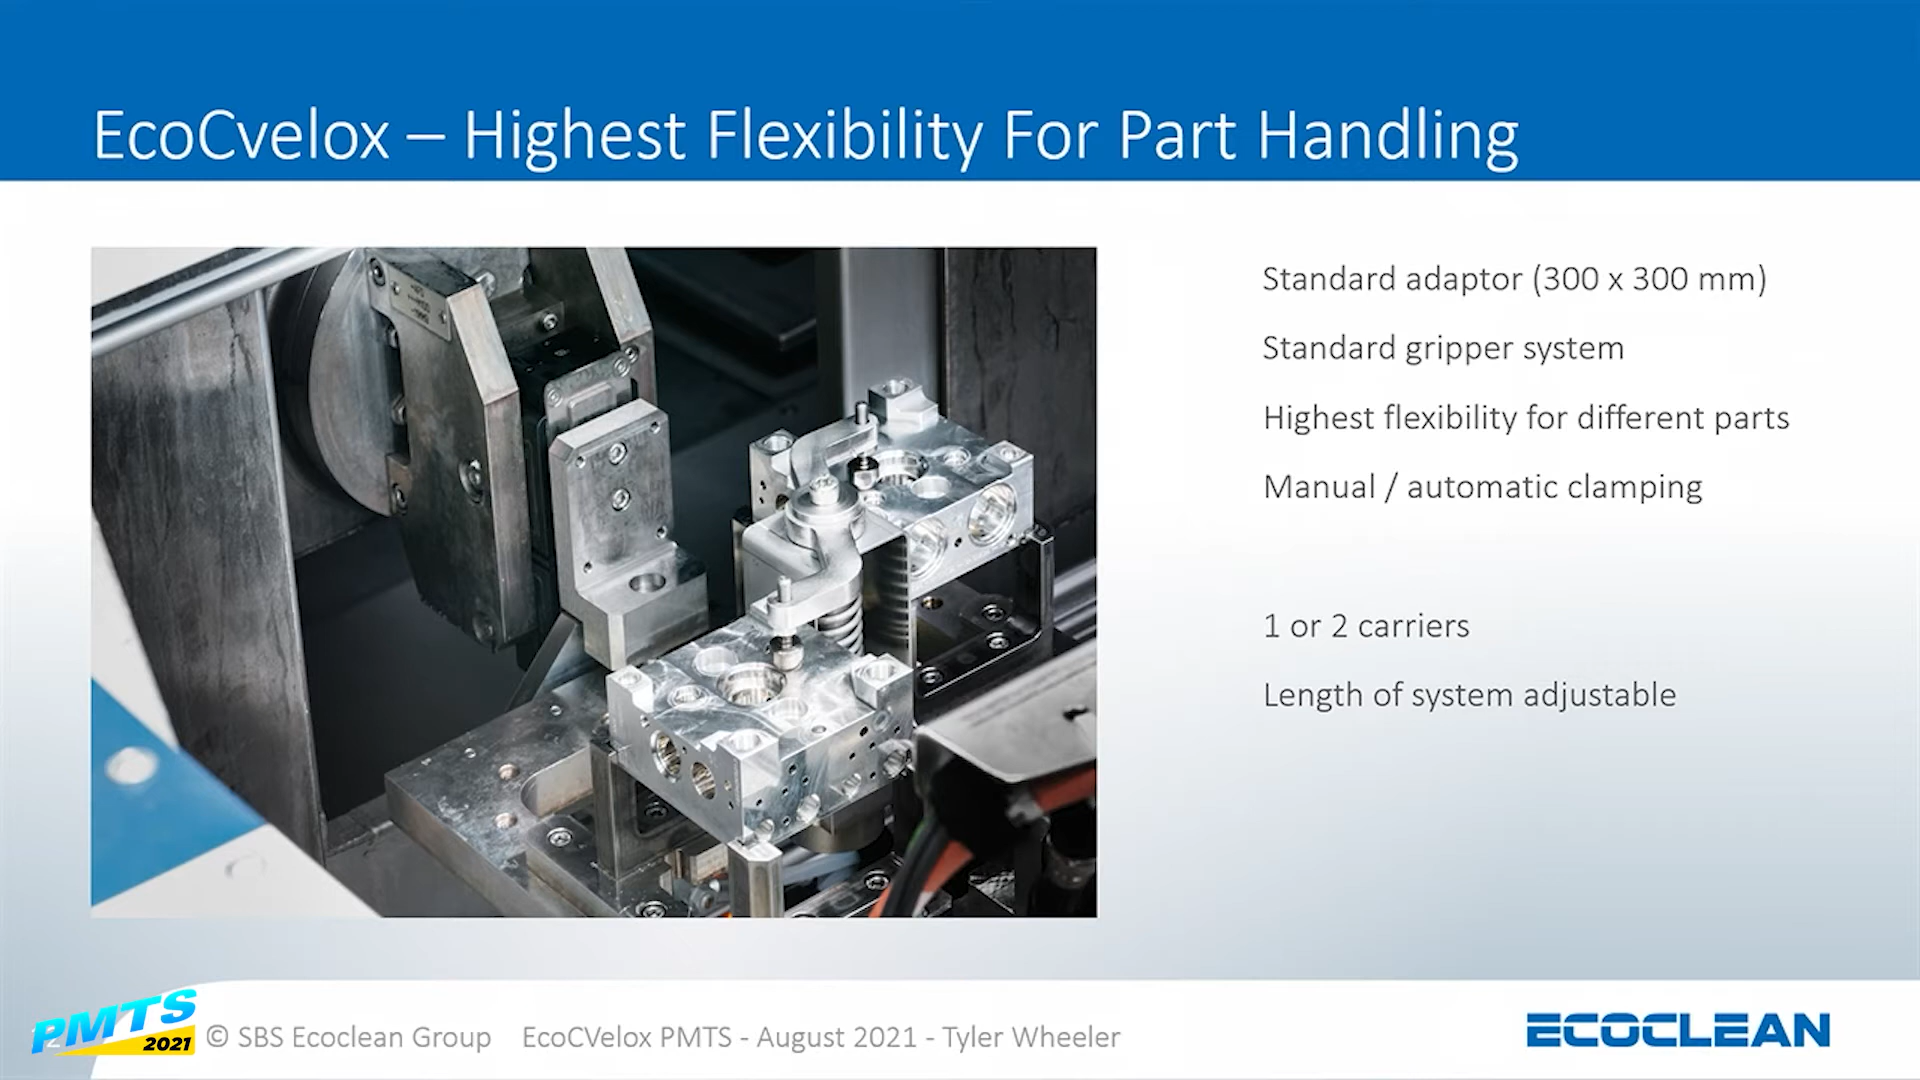 EcoCvelox – Highest Flexibility For Part Handling
Standard adaptor (300 x 300 mm)
Standard gripper system
Highest flexibility for different parts
Manual / automatic clamping
1 or 2 carriers
Length of system adjustable
PMTS
2021
© SBS Ecoclean Group EcoCVelox PMTS - August 2021 - Tyler Wheeler
ECOCLEAN